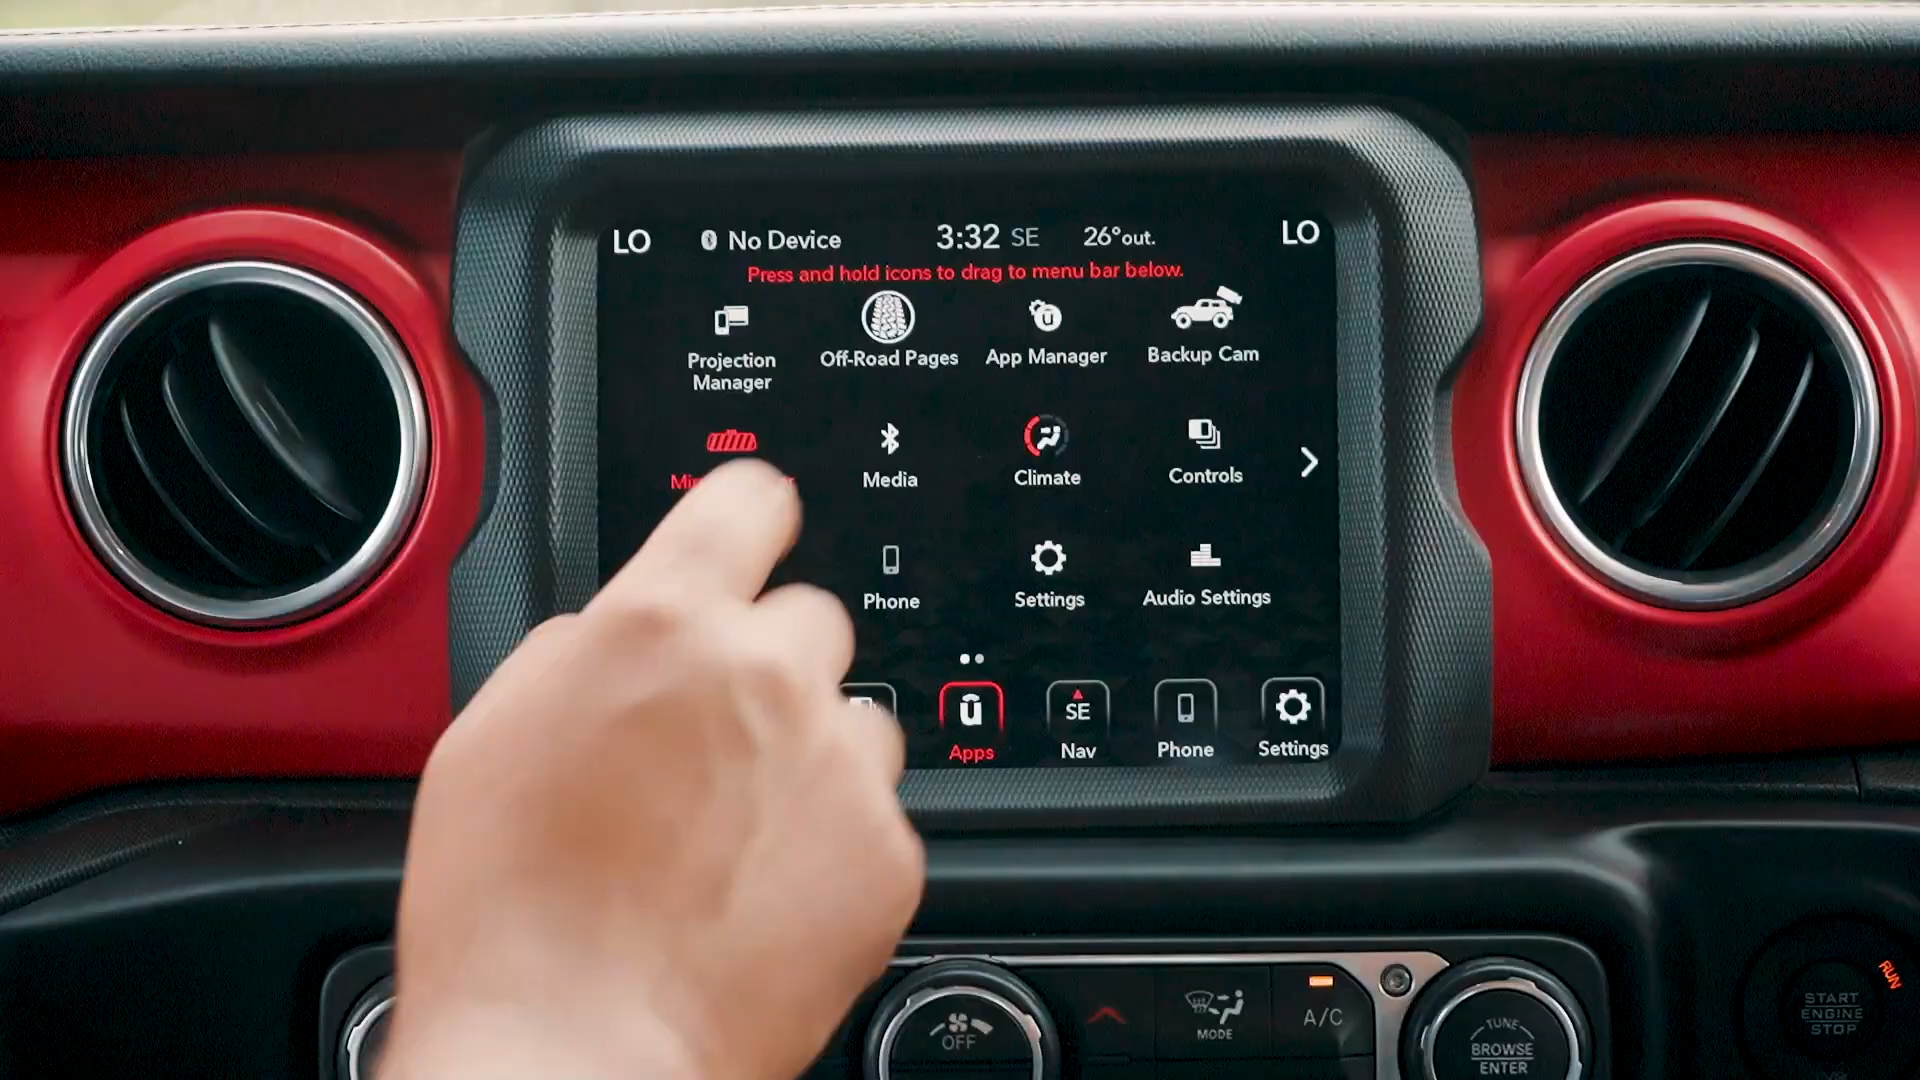 LO No Device 3:32 SE 26°out. LO
Press and hold icons to drag to menu bar below.
Projection Manager
Off-Road Pages
App Manager
Backup Cam
Media
Climate
Controls
Phone
Settings
Audio Settings
û
SE
Apps
Nav
Phone
Settings
OFF
MODE
A/C
TUNE
BROWSE
ENTER
START
ENGINE
STOP
RUN